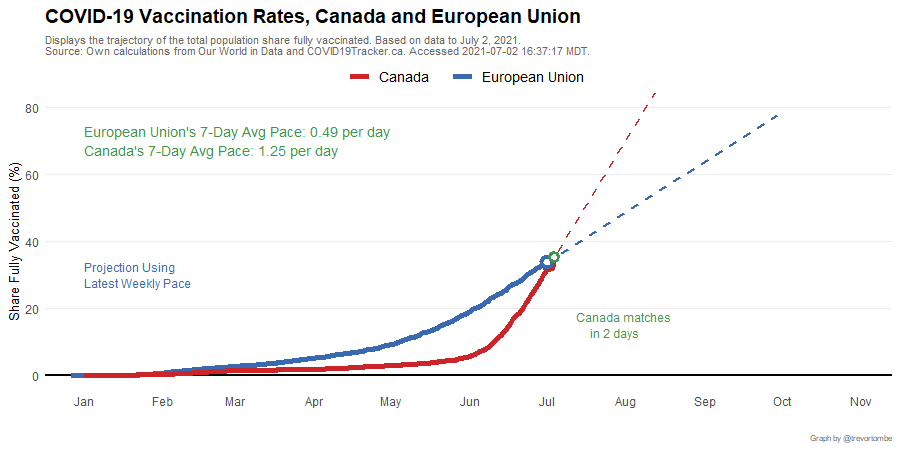 COVID-19 Vaccination Rates, Canada and European Union
Displays the trajectory of the total population share fully vaccinated. Based on data to July 2, 2021.
Source: Own calculations from Our World in Data and COVID19Tracker.ca. Accessed 2021-07-02 16:37:17 MDT.
Canada European Union
European Union's 7-Day Avg Pace: 0.49 per day
Canada's 7-Day Avg Pace: 1.25 per day
Projection Using
Latest Weekly Pace
Canada matches
in 2 days
Share Fully Vaccinated (%)
80
60
40
20
0
Jan Feb Mar Apr May Jun Jul Aug Sep Oct Nov
Graph by @trevortombe